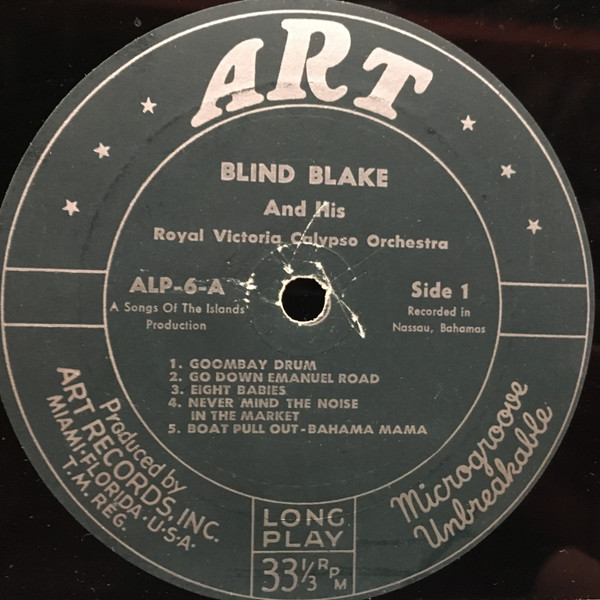 ART
BLIND BLAKE
And His
Royal Victoria Calypso Orchestra
ALP-6-A
A Songs Of The Islands'
Production
Side 1
Recorded in
Nassau, Bahamas
1. GOOMBAY DRUM
2. GO DOWN EMANUEL ROAD
3. EIGHT BABIES
4. NEVER MIND THE NOISE
IN THE MARKET
5. BOAT PULL OUT-BAHAMA MAMA
Produced by
ART RECORDS, INC.
MIAMI·FLORIDA·U·S·A·
T.M. REG.
LONG
PLAY
33⅓ RPM
Microgroove
Unbreakable